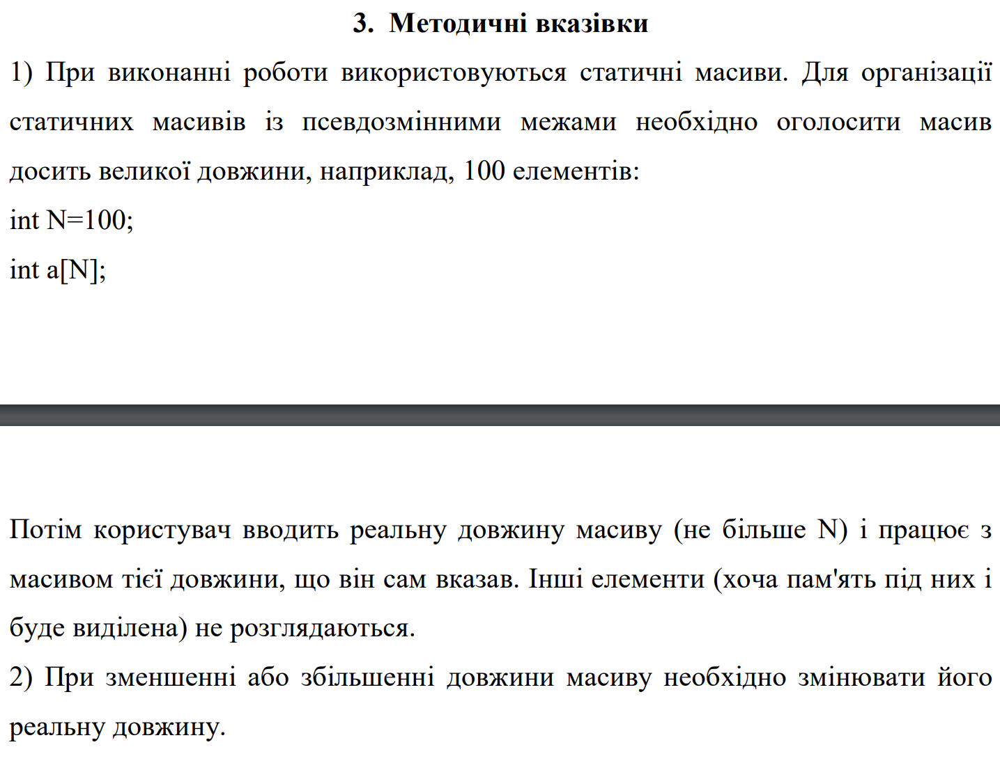 3. Методичні вказівки
1) При виконанні роботи використовуються статичні масиви. Для організації
статичних масивів із псевдозмінними межами необхідно оголосити масив
досить великої довжини, наприклад, 100 елементів:
int N=100;
int a[N];
Потім користувач вводить реальну довжину масиву (не більше N) і працює з
масивом тієї довжини, що він сам вказав. Інші елементи (хоча пам'ять під них і
буде виділена) не розглядаються.
2) При зменшенні або збільшенні довжини масиву необхідно змінювати його
реальну довжину.